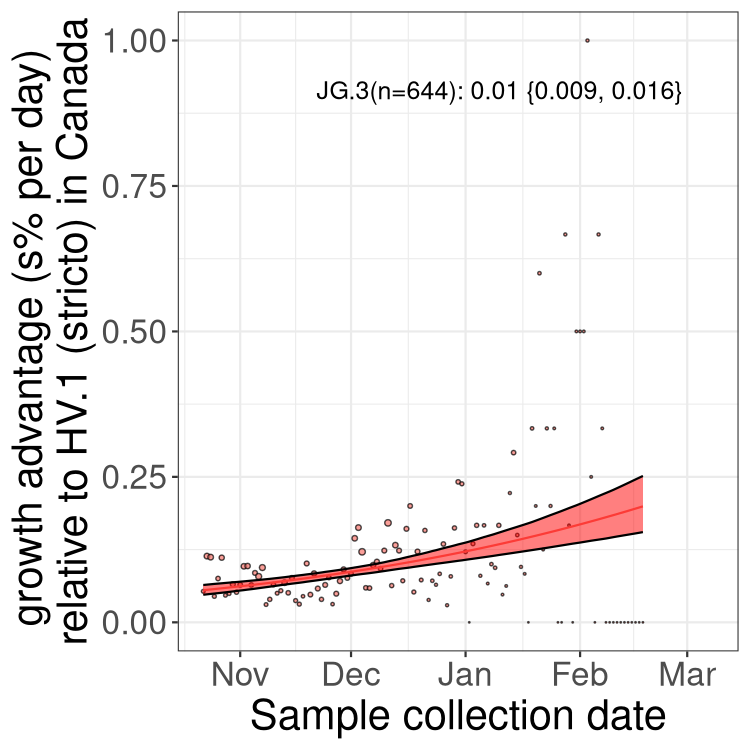 growth advantage (s% per day)
relative to HV.1 (stricto) in Canada
1.00
0.75
0.50
0.25
0.00
JG.3(n=644): 0.01 {0.009, 0.016}
Nov Dec Jan Feb Mar
Sample collection date